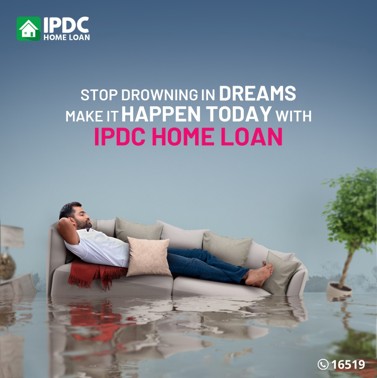 IPDC
HOME LOAN
STOP DROWNING IN DREAMS
MAKE IT HAPPEN TODAY WITH
IPDC HOME LOAN
16519